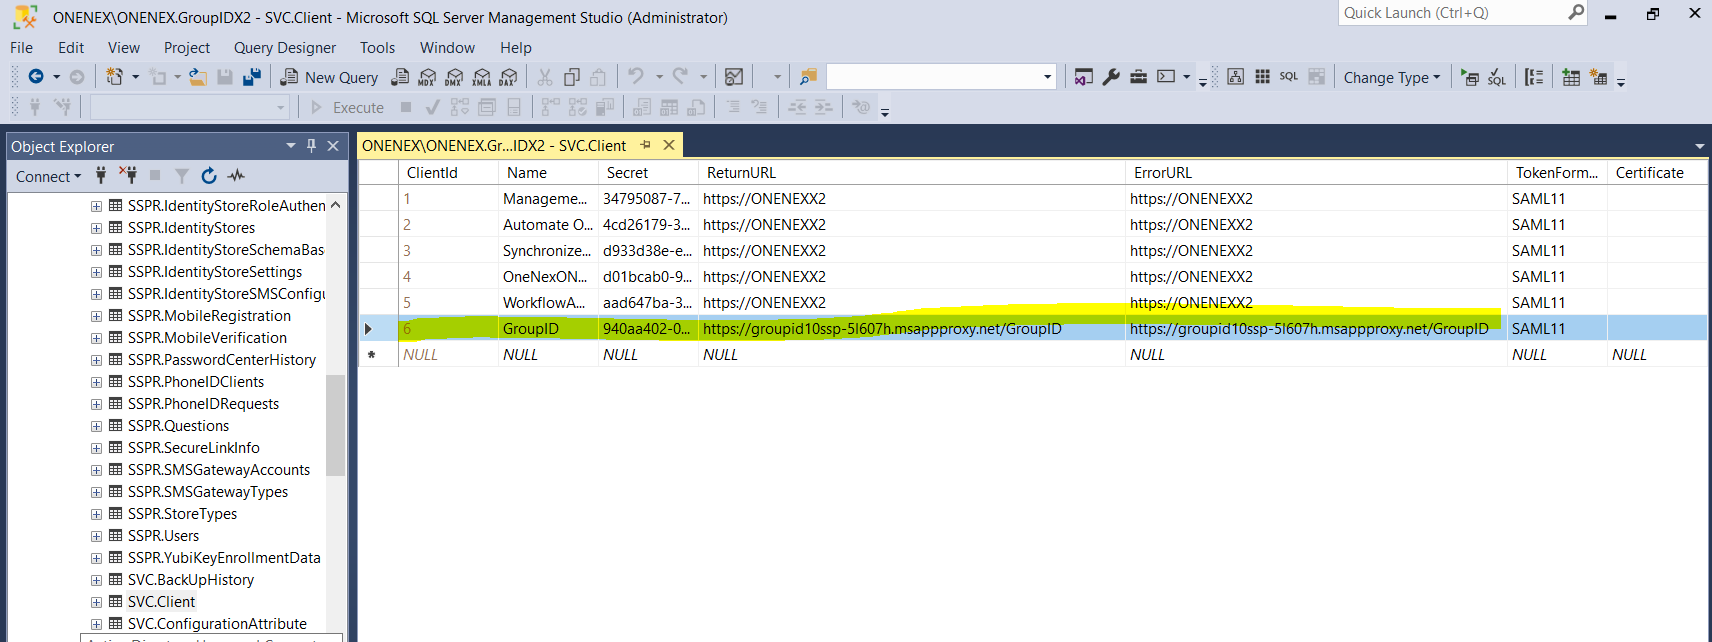 ONENEX\ONENEX.GroupIDX2 - SVC.Client - Microsoft SQL Server Management Studio (Administrator)
Quick Launch (Ctrl+Q)
File Edit View Project Query Designer Tools Window Help
New Query MDX DMX XMLA DAX SQL Change Type SQL
Execute
Object Explorer
Connect
SSPR.IdentityStoreRoleAuthen
SSPR.IdentityStores
SSPR.IdentityStoreSchemaBas
SSPR.IdentityStoreSettings
SSPR.IdentityStoreSMSConfigu
SSPR.MobileRegistration
SSPR.MobileVerification
SSPR.PasswordCenterHistory
SSPR.PhoneIDClients
SSPR.PhoneIDRequests
SSPR.Questions
SSPR.SecureLinkInfo
SSPR.SMSGatewayAccounts
SSPR.SMSGatewayTypes
SSPR.StoreTypes
SSPR.Users
SSPR.YubiKeyEnrollmentData
SVC.BackUpHistory
SVC.Client
SVC.ConfigurationAttribute
ONENEX\ONENEX.Gr...IDX2 - SVC.Client
ClientId Name Secret ReturnURL ErrorURL TokenForm... Certificate
1 Manageme... 34795087-7... https://ONENEXX2 https://ONENEXX2 SAML11
2 Automate O... 4cd26179-3... https://ONENEXX2 https://ONENEXX2 SAML11
3 Synchronize... d933d38e-e... https://ONENEXX2 https://ONENEXX2 SAML11
4 OneNexON... d01bcab0-9... https://ONENEXX2 https://ONENEXX2 SAML11
5 WorkflowA... aad647ba-3... https://ONENEXX2 https://ONENEXX2 SAML11
6 GroupID 940aa402-0... https://groupid10ssp-5l607h.msappproxy.net/GroupID https://groupid10ssp-5l607h.msappproxy.net/GroupID SAML11
NULL NULL NULL NULL NULL NULL NULL